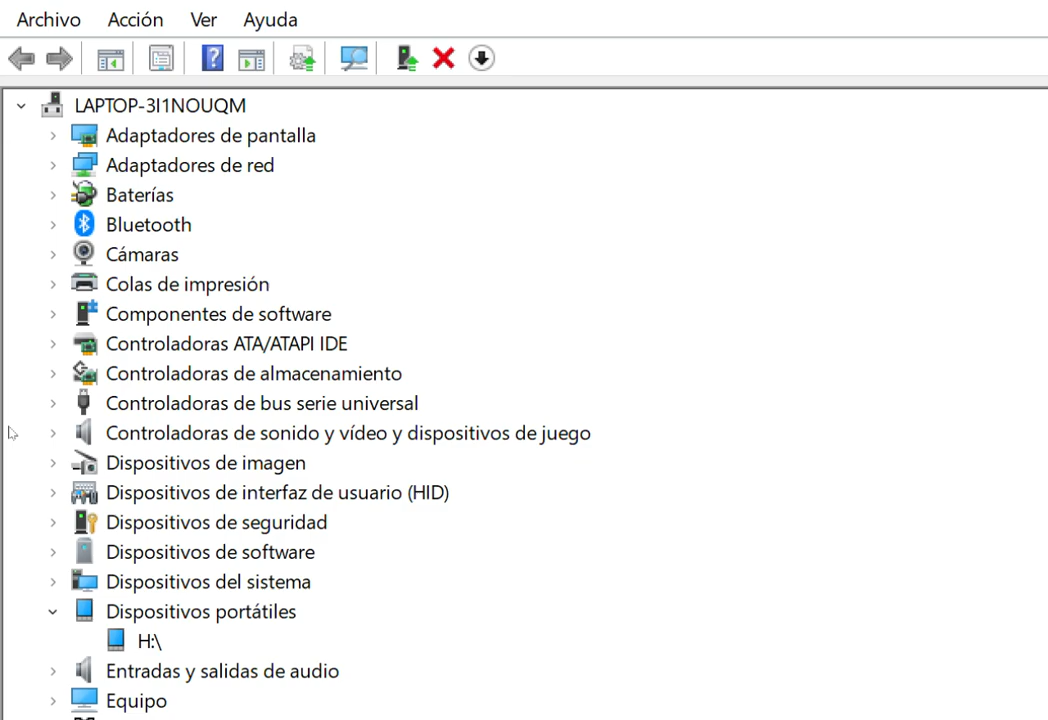 Archivo Acción Ver Ayuda
LAPTOP-3I1NOUQM
Adaptadores de pantalla
Adaptadores de red
Baterías
Bluetooth
Cámaras
Colas de impresión
Componentes de software
Controladoras ATA/ATAPI IDE
Controladoras de almacenamiento
Controladoras de bus serie universal
Controladoras de sonido y vídeo y dispositivos de juego
Dispositivos de imagen
Dispositivos de interfaz de usuario (HID)
Dispositivos de seguridad
Dispositivos de software
Dispositivos del sistema
Dispositivos portátiles
H:\
Entradas y salidas de audio
Equipo